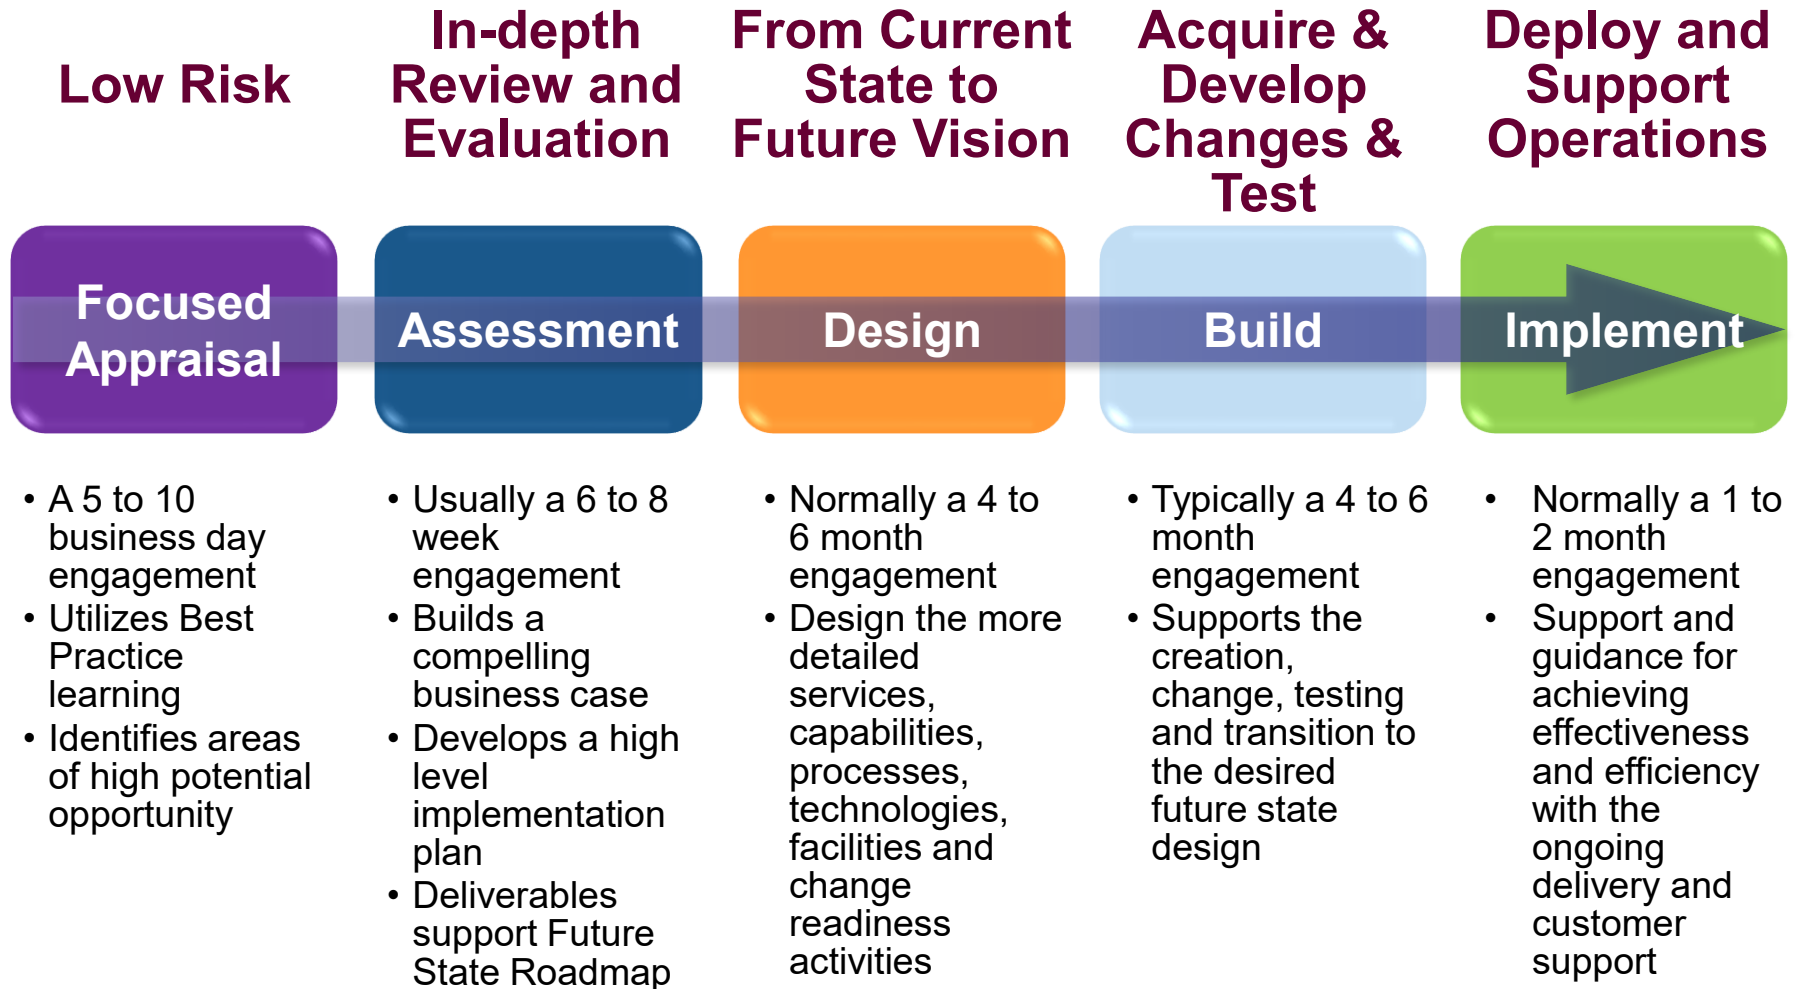 Low Risk
In-depth
Review and
Evaluation
From Current
State to
Future Vision
Acquire &
Develop
Changes &
Test
Deploy and
Support
Operations
Focused
Appraisal
Assessment
Design
Build
Implement
• A 5 to 10
business day
engagement
• Utilizes Best
Practice
learning
• Identifies areas
of high potential
opportunity
• Usually a 6 to 8
week
engagement
• Builds a
compelling
business case
• Develops a high
level
implementation
plan
• Deliverables
support Future
State Roadmap
• Normally a 4 to
6 month
engagement
• Design the more
detailed
services,
capabilities,
processes,
technologies,
facilities and
change
readiness
activities
• Typically a 4 to 6
month
engagement
• Supports the
creation,
change, testing
and transition to
the desired
future state
design
• Normally a 1 to
2 month
engagement
• Support and
guidance for
achieving
effectiveness
and efficiency
with the
ongoing
delivery and
customer
support